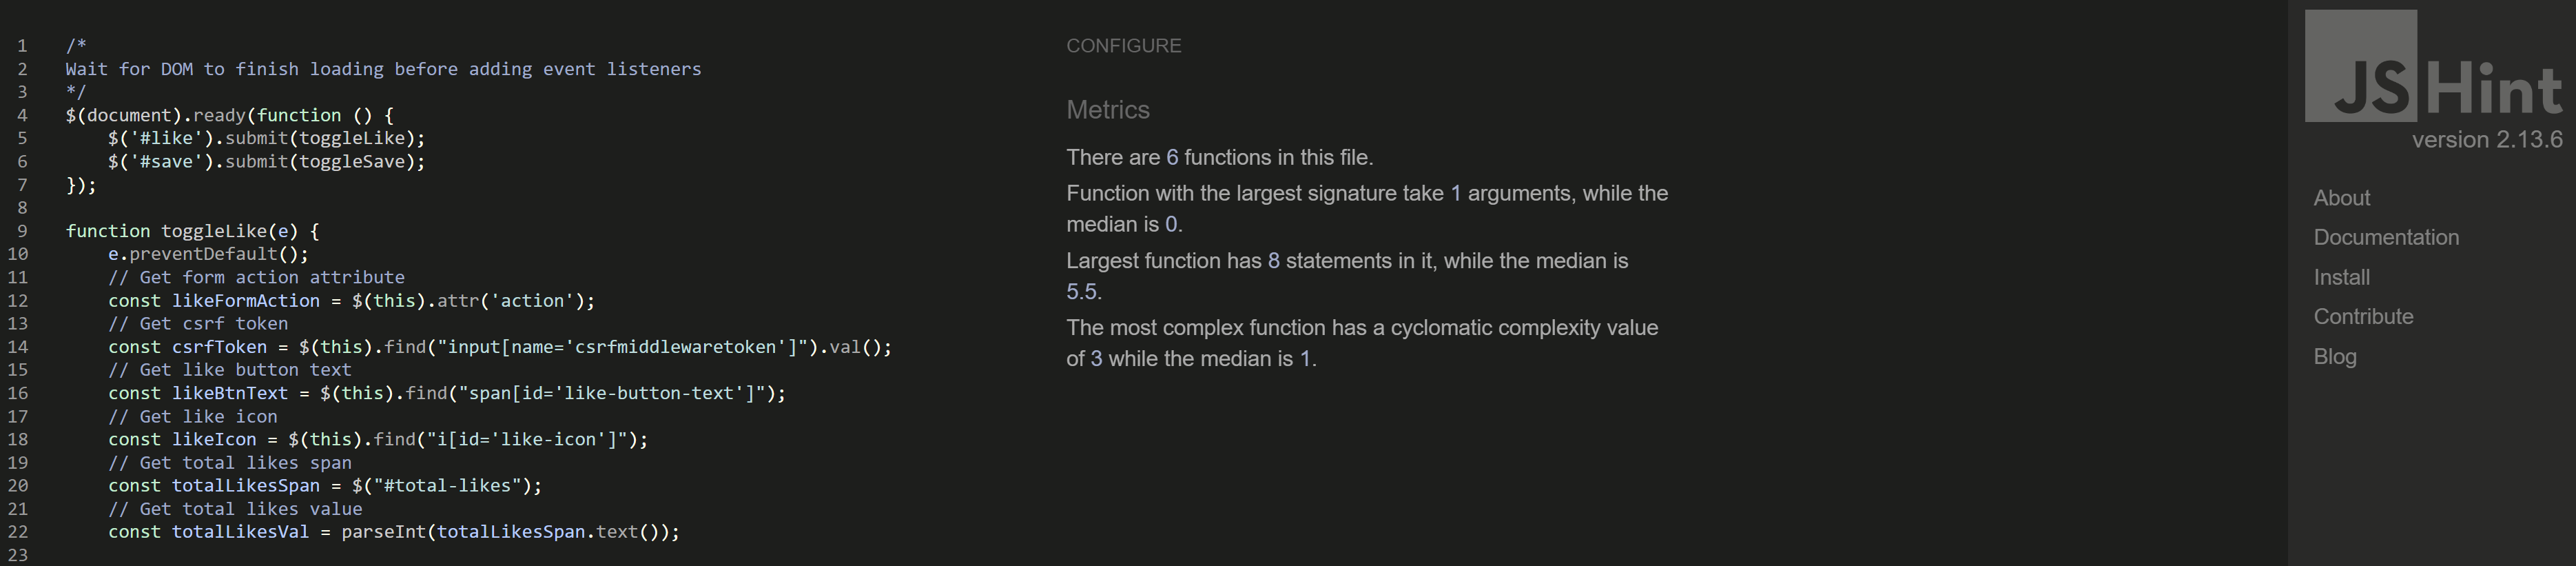 1 /*
2 Wait for DOM to finish loading before adding event listeners
3 */
4 $(document).ready(function () {
5     $('#like').submit(toggleLike);
6     $('#save').submit(toggleSave);
7 });
8
9 function toggleLike(e) {
10     e.preventDefault();
11     // Get form action attribute
12     const likeFormAction = $(this).attr('action');
13     // Get csrf token
14     const csrfToken = $(this).find("input[name='csrfmiddlewaretoken']").val();
15     // Get like button text
16     const likeBtnText = $(this).find("span[id='like-button-text']");
17     // Get like icon
18     const likeIcon = $(this).find("i[id='like-icon']");
19     // Get total likes span
20     const totalLikesSpan = $("#total-likes");
21     // Get total likes value
22     const totalLikesVal = parseInt(totalLikesSpan.text());
23
CONFIGURE
Metrics
There are 6 functions in this file.
Function with the largest signature take 1 arguments, while the
median is 0.
Largest function has 8 statements in it, while the median is
5.5.
The most complex function has a cyclomatic complexity value
of 3 while the median is 1.
JSHint
version 2.13.6
About
Documentation
Install
Contribute
Blog